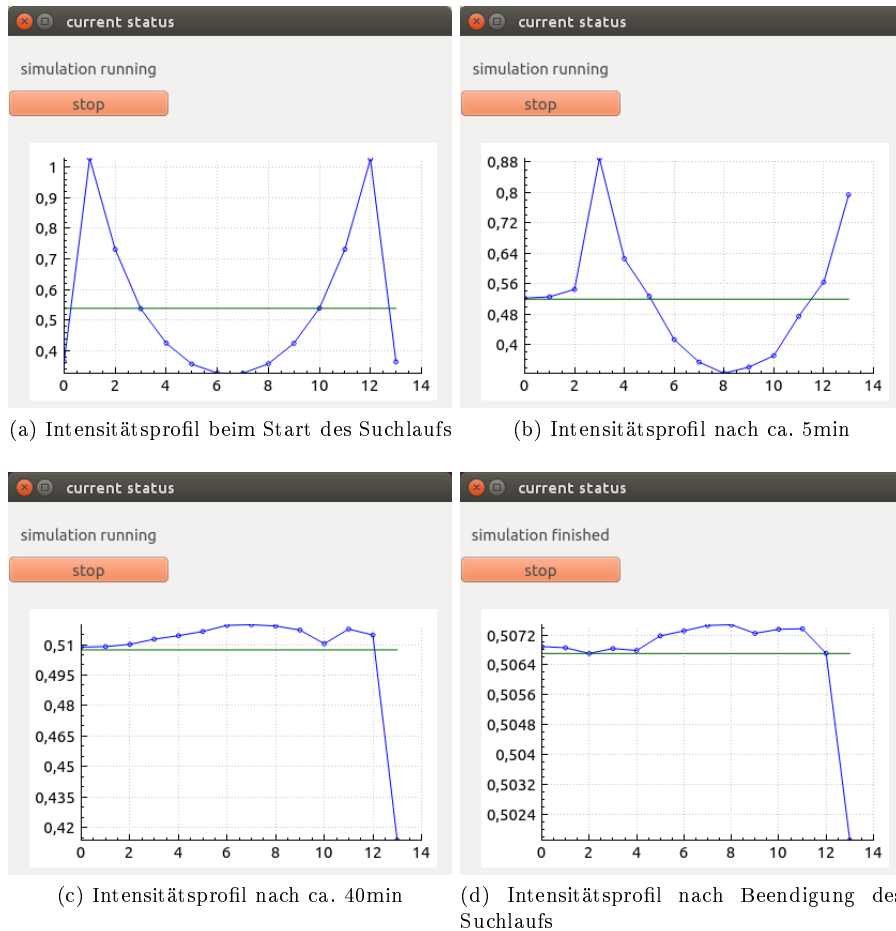 current status
simulation running
stop
1
0,9
0,8
0,7
0,6
0,5
0,4
0 2 4 6 8 10 12 14
(a) Intensitätsprofil beim Start des Suchlaufs
current status
simulation running
stop
0,88
0,8
0,72
0,64
0,56
0,48
0,4
0 2 4 6 8 10 12 14
(b) Intensitätsprofil nach ca. 5min
current status
simulation running
stop
0,51
0,495
0,48
0,465
0,45
0,435
0,42
0 2 4 6 8 10 12 14
(c) Intensitätsprofil nach ca. 40min
current status
simulation finished
stop
0,5072
0,5064
0,5056
0,5048
0,504
0,5032
0,5024
0 2 4 6 8 10 12 14
(d) Intensitätsprofil nach Beendigung des
Suchlaufs